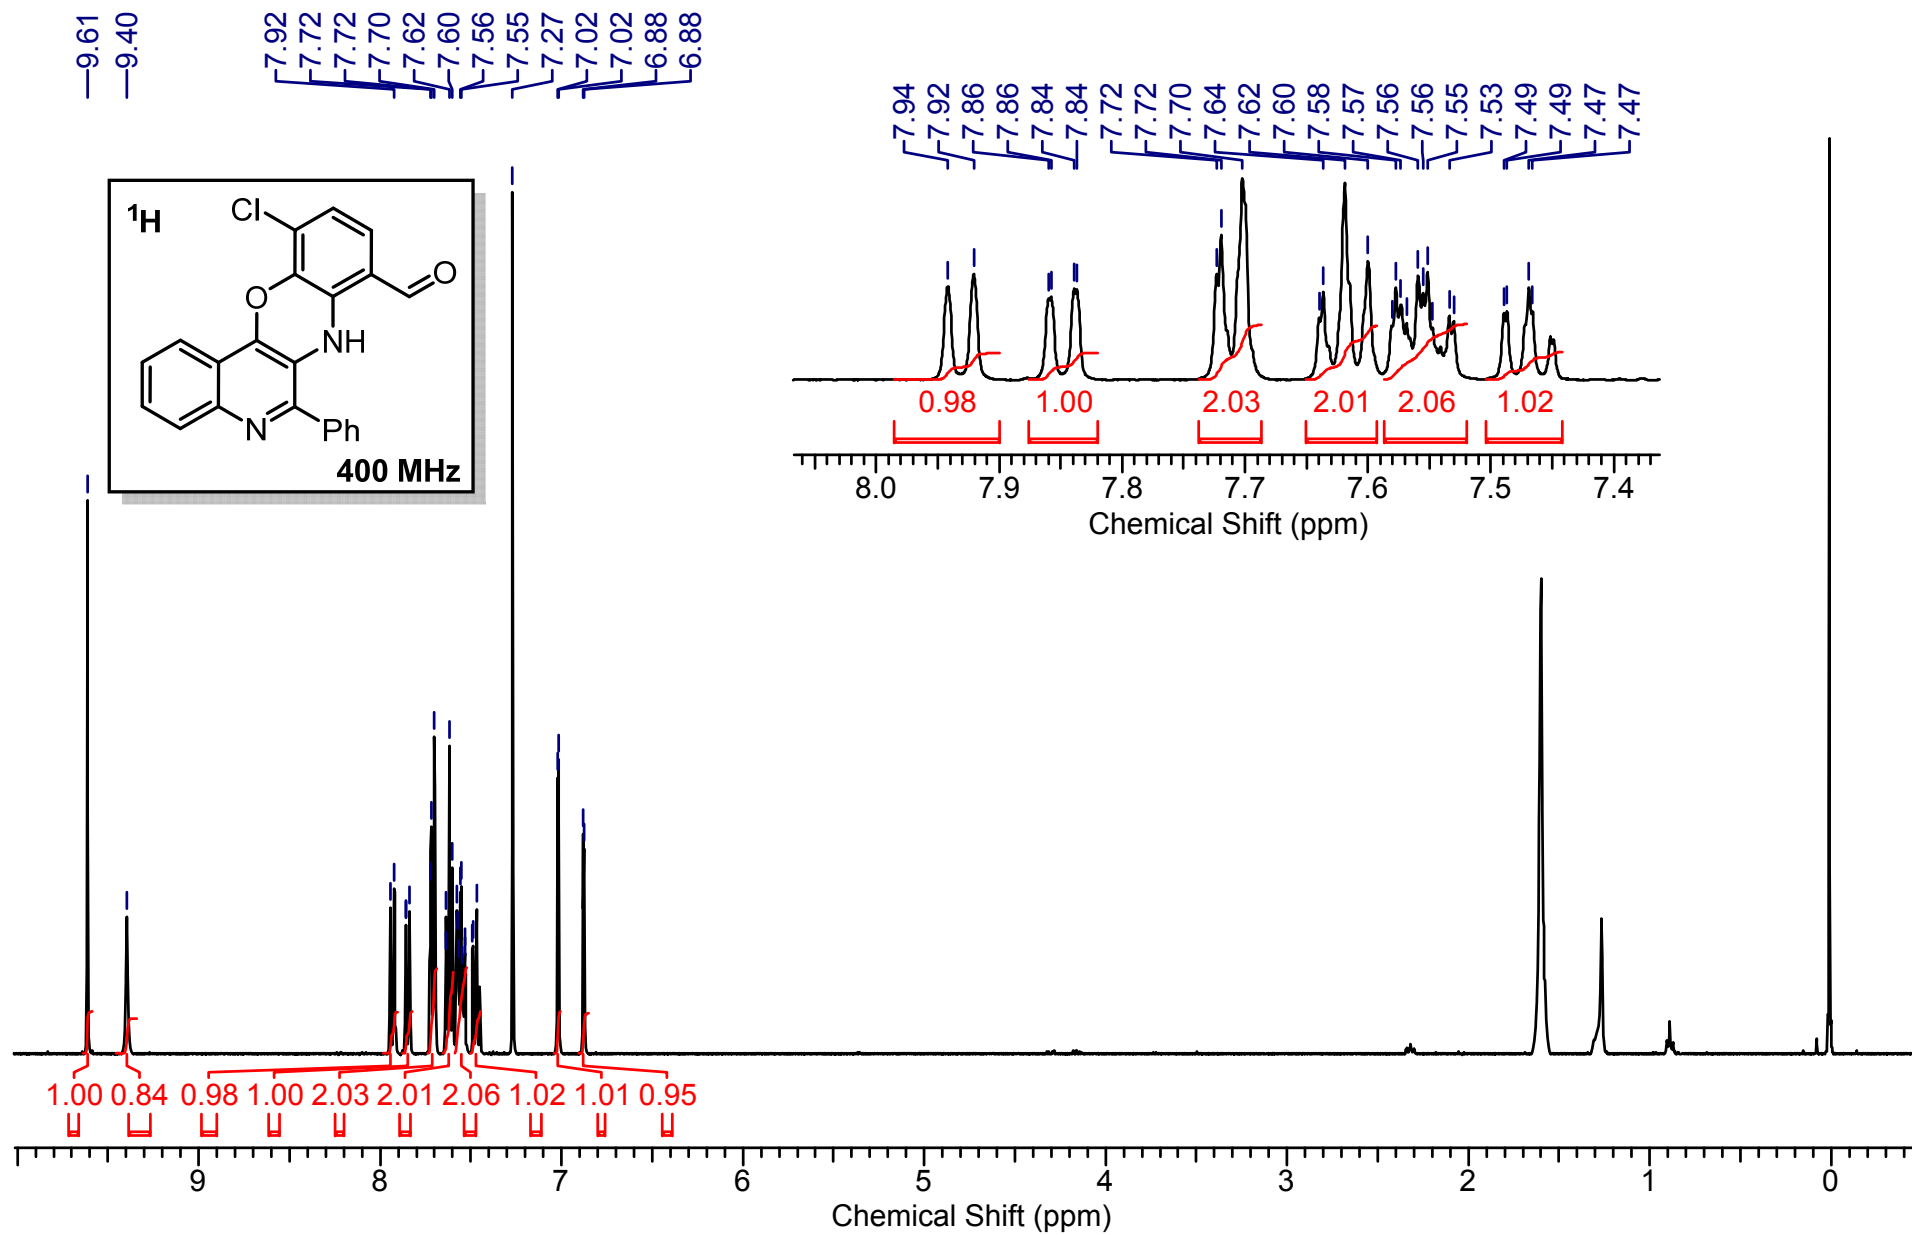 9.61
9.40
7.92
7.72
7.72
7.70
7.62
7.60
7.56
7.55
7.27
7.02
7.02
6.88
6.88
7.94
7.92
7.86
7.86
7.84
7.84
7.72
7.72
7.70
7.64
7.62
7.60
7.58
7.57
7.56
7.56
7.55
7.53
7.49
7.49
7.47
7.47
¹H
Cl
O
O
NH
N
Ph
400 MHz
0.98 1.00 2.03 2.01 2.06 1.02
8.0 7.9 7.8 7.7 7.6 7.5 7.4
Chemical Shift (ppm)
1.00 0.84 0.98 1.00 2.03 2.01 2.06 1.02 1.01 0.95
9 8 7 6 5 4 3 2 1 0
Chemical Shift (ppm)